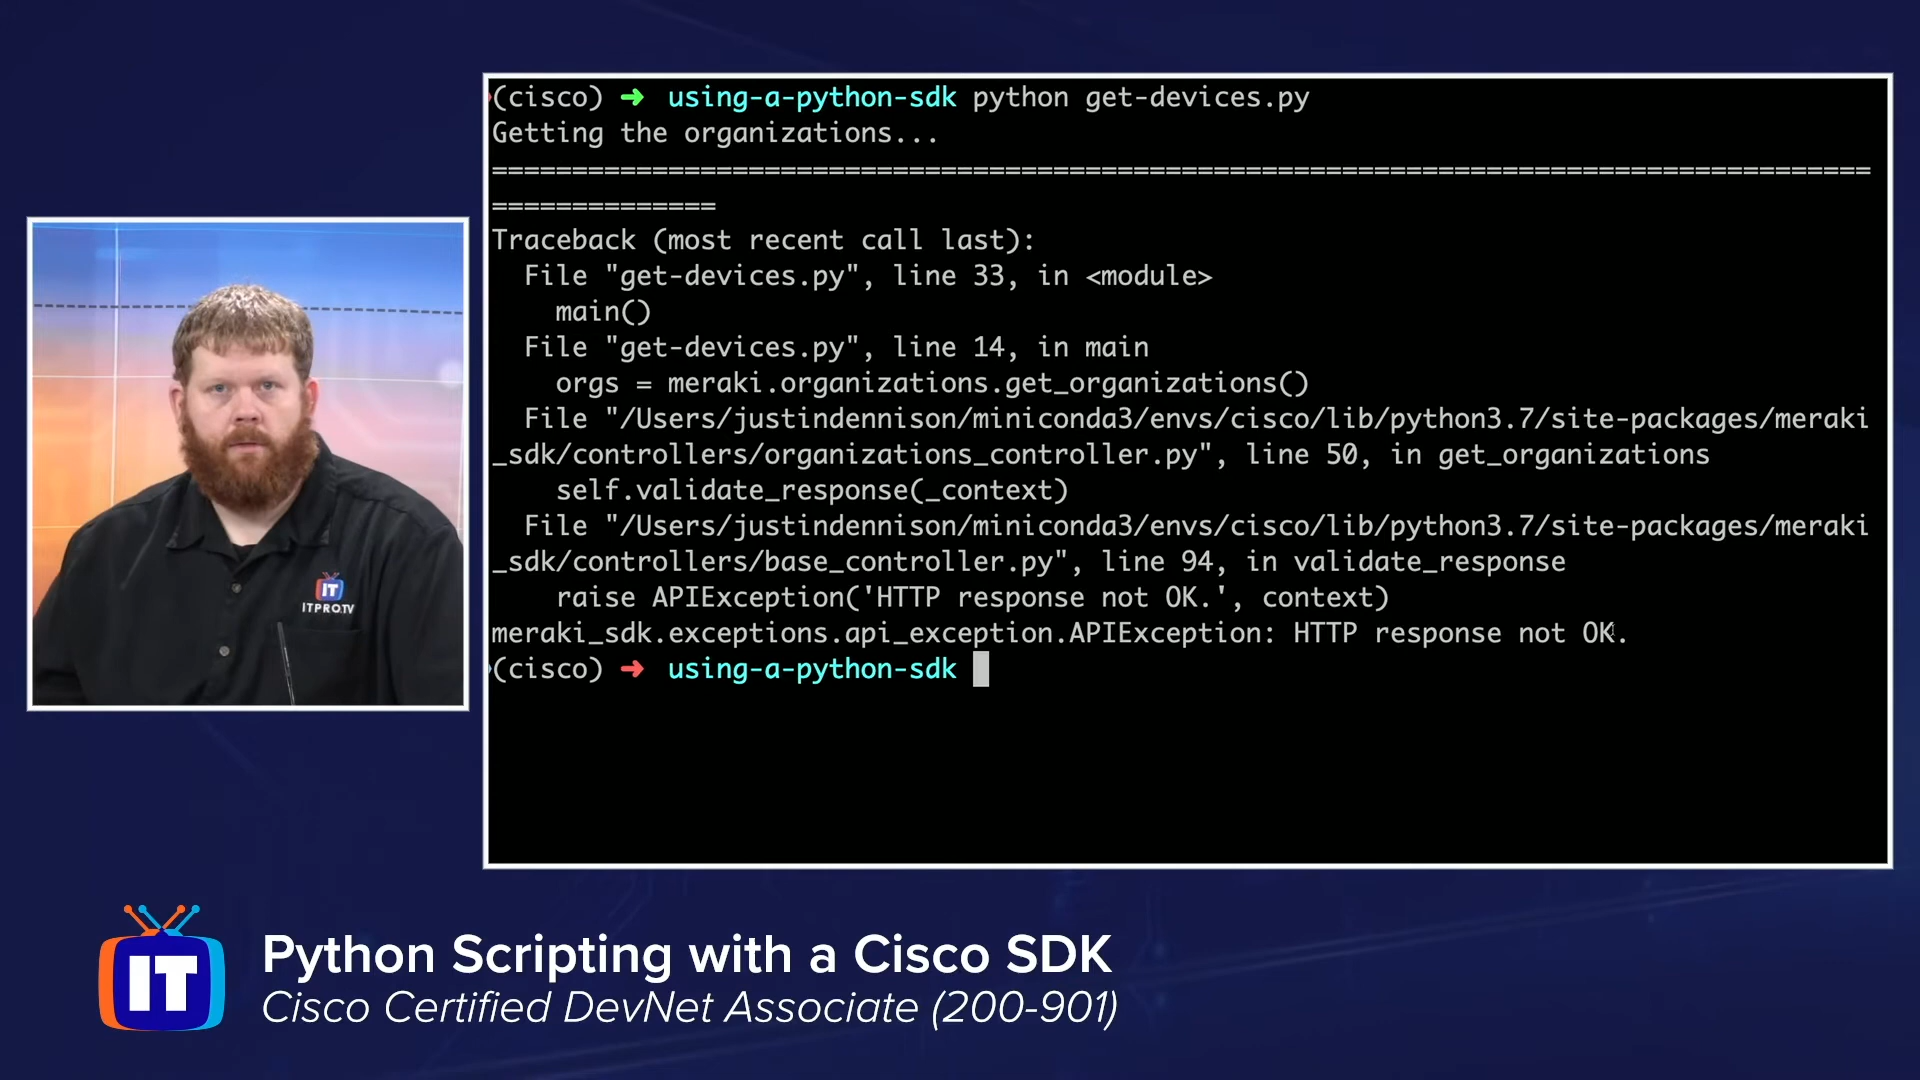 (cisco) ➜ using-a-python-sdk python get-devices.py
Getting the organizations...
======================================================================================
==============
Traceback (most recent call last):
  File "get-devices.py", line 33, in <module>
    main()
  File "get-devices.py", line 14, in main
    orgs = meraki.organizations.get_organizations()
  File "/Users/justindennison/miniconda3/envs/cisco/lib/python3.7/site-packages/meraki
_sdk/controllers/organizations_controller.py", line 50, in get_organizations
    self.validate_response(_context)
  File "/Users/justindennison/miniconda3/envs/cisco/lib/python3.7/site-packages/meraki
_sdk/controllers/base_controller.py", line 94, in validate_response
    raise APIException('HTTP response not OK.', context)
meraki_sdk.exceptions.api_exception.APIException: HTTP response not OK.
(cisco) ➜ using-a-python-sdk
IT
ITPRO.TV
IT
Python Scripting with a Cisco SDK
Cisco Certified DevNet Associate (200-901)